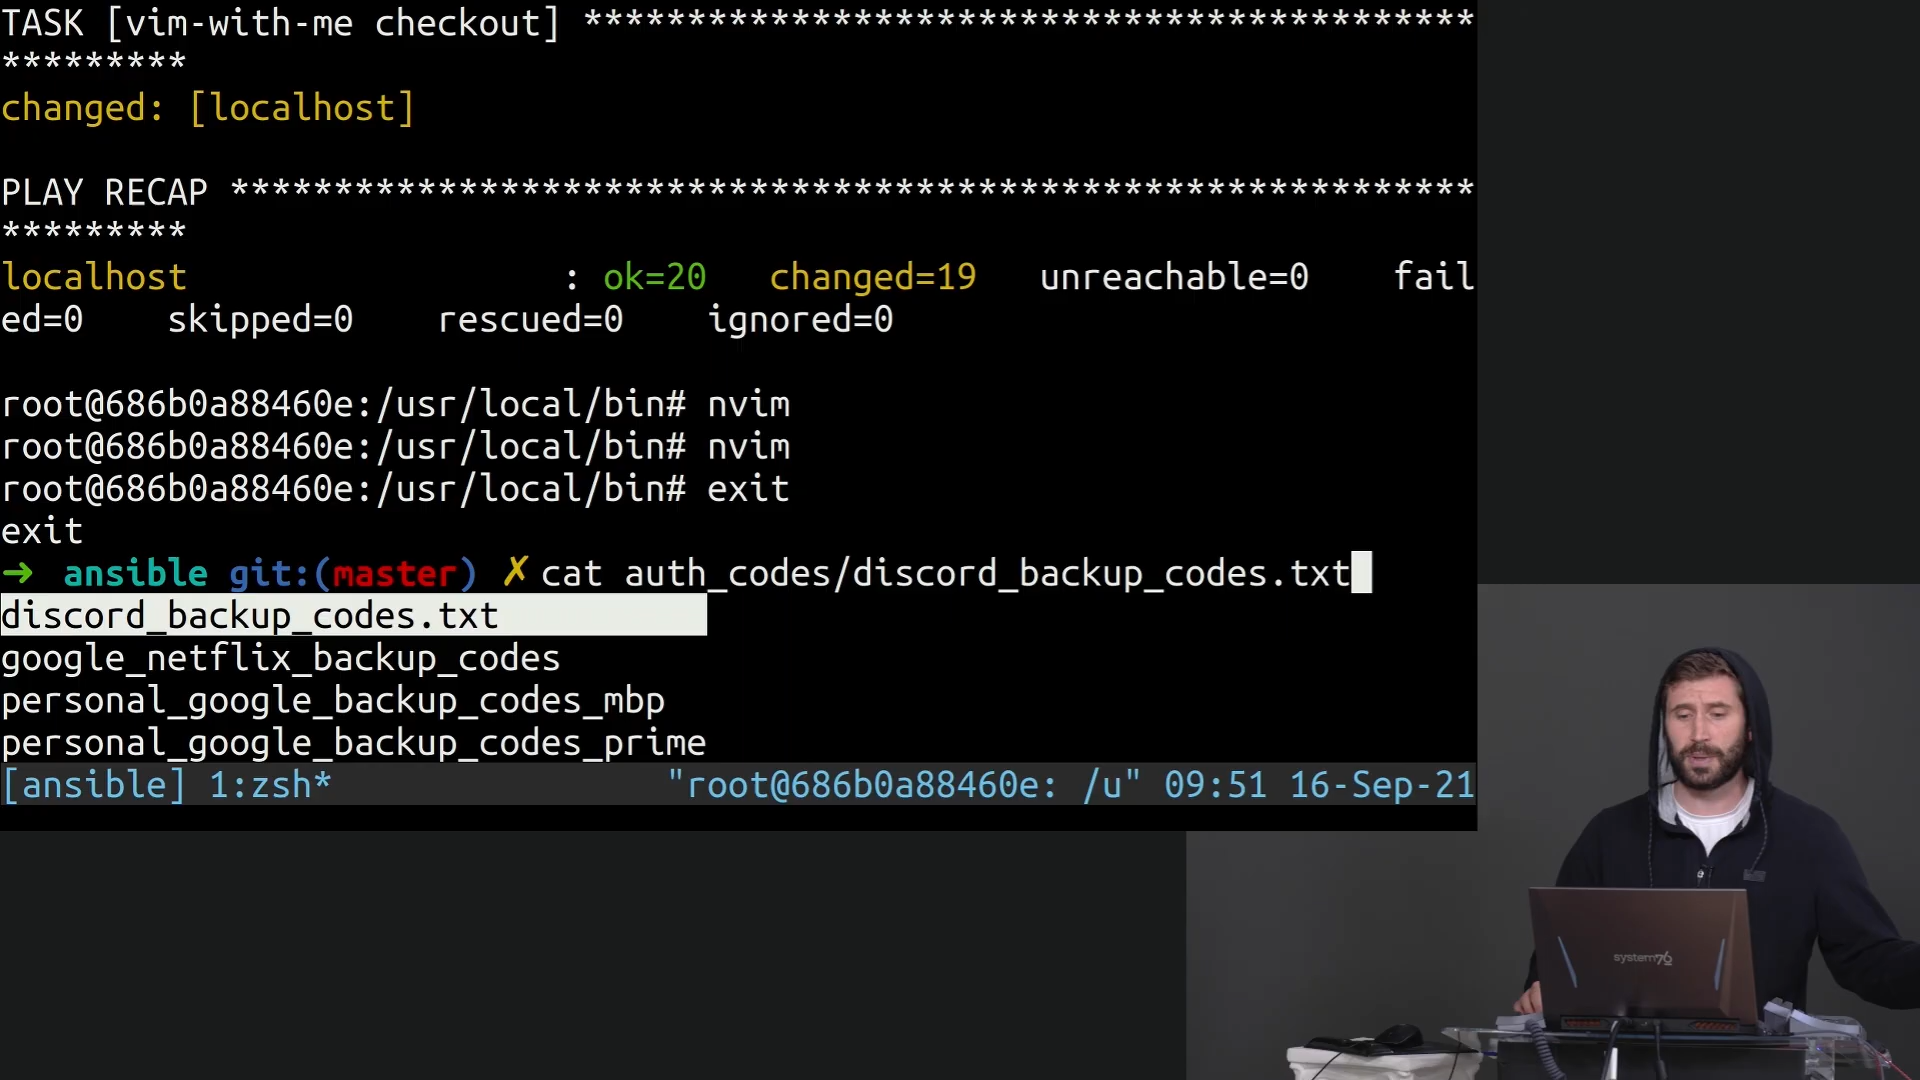 TASK [vim-with-me checkout] *******************************************
*********
changed: [localhost]
PLAY RECAP ************************************************************
*********
localhost : ok=20 changed=19 unreachable=0 fail
ed=0 skipped=0 rescued=0 ignored=0
root@686b0a88460e:/usr/local/bin# nvim
root@686b0a88460e:/usr/local/bin# nvim
root@686b0a88460e:/usr/local/bin# exit
exit
➜ ansible git:(master) ✗ cat auth_codes/discord_backup_codes.txt
discord_backup_codes.txt
google_netflix_backup_codes
personal_google_backup_codes_mbp
personal_google_backup_codes_prime
[ansible] 1:zsh* "root@686b0a88460e: /u" 09:51 16-Sep-21
system76